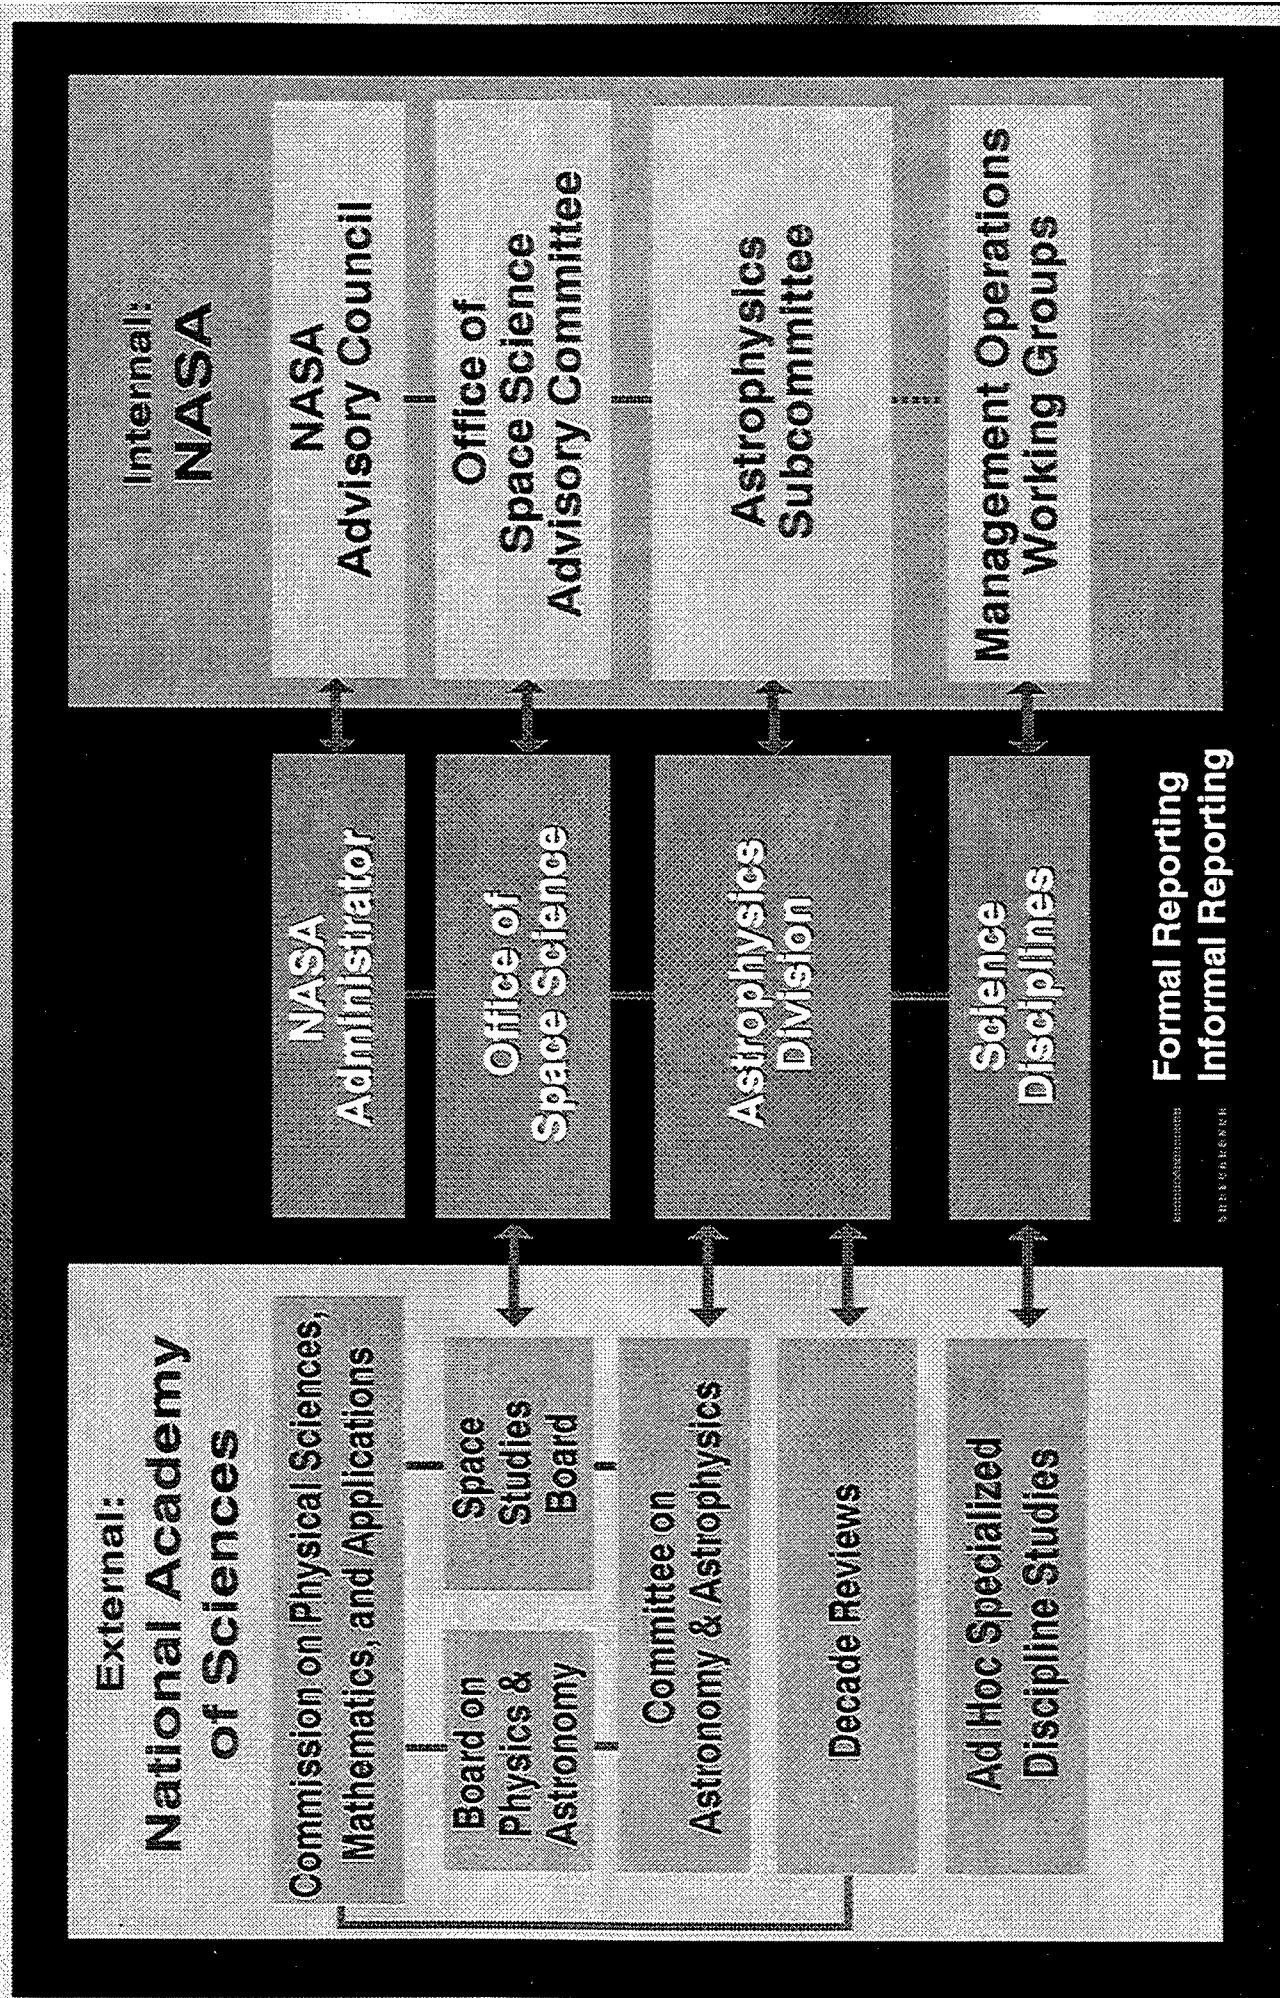 External:
National Academy
of Sciences
Commission on Physical Sciences,
Mathematics, and Applications
Board on
Physics &
Astronomy
Space
Studies
Board
Committee on
Astronomy & Astrophysics
Decade Reviews
Ad Hoc Specialized
Discipline Studies
NASA
Administrator
Office of
Space Science
Astrophysics
Division
Science
Disciplines
Formal Reporting
Informal Reporting
Internal:
NASA
NASA
Advisory Council
Office of
Space Science
Advisory Committee
Astrophysics
Subcommittee
Management Operations
Working Groups